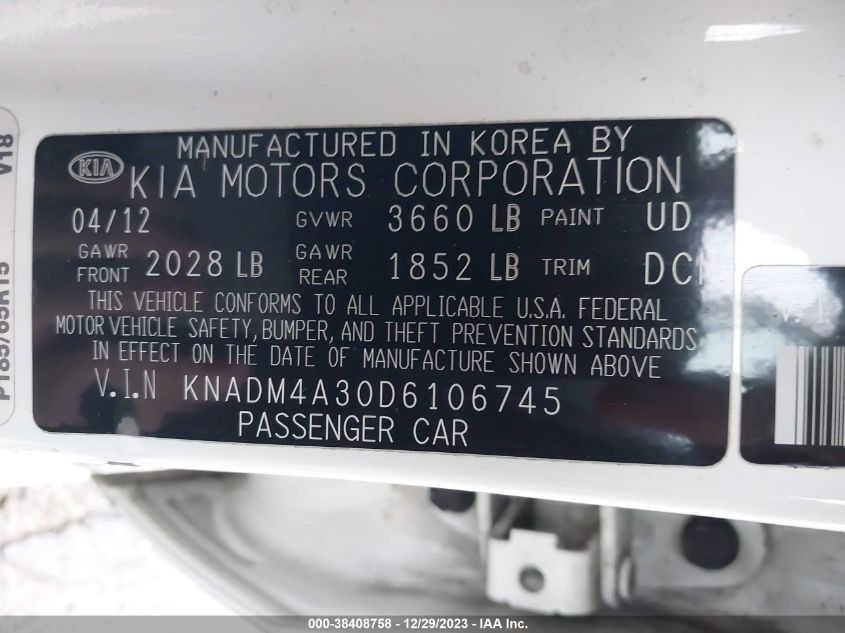 MANUFACTURED IN KOREA BY
KIA KIA MOTORS CORPORATION
04/12 GVWR 3660 LB PAINT UD
GAWR FRONT 2028 LB GAWR REAR 1852 LB TRIM
THIS VEHICLE CONFORMS TO ALL APPLICABLE U.S.A. FEDERAL
MOTOR VEHICLE SAFETY, BUMPER, AND THEFT PREVENTION STANDARDS
IN EFFECT ON THE DATE OF MANUFACTURE SHOWN ABOVE
V.I.N KNADM4A30D6106745
PASSENGER CAR
V18
000-38408758 - 12/29/2023 - IAA Inc.